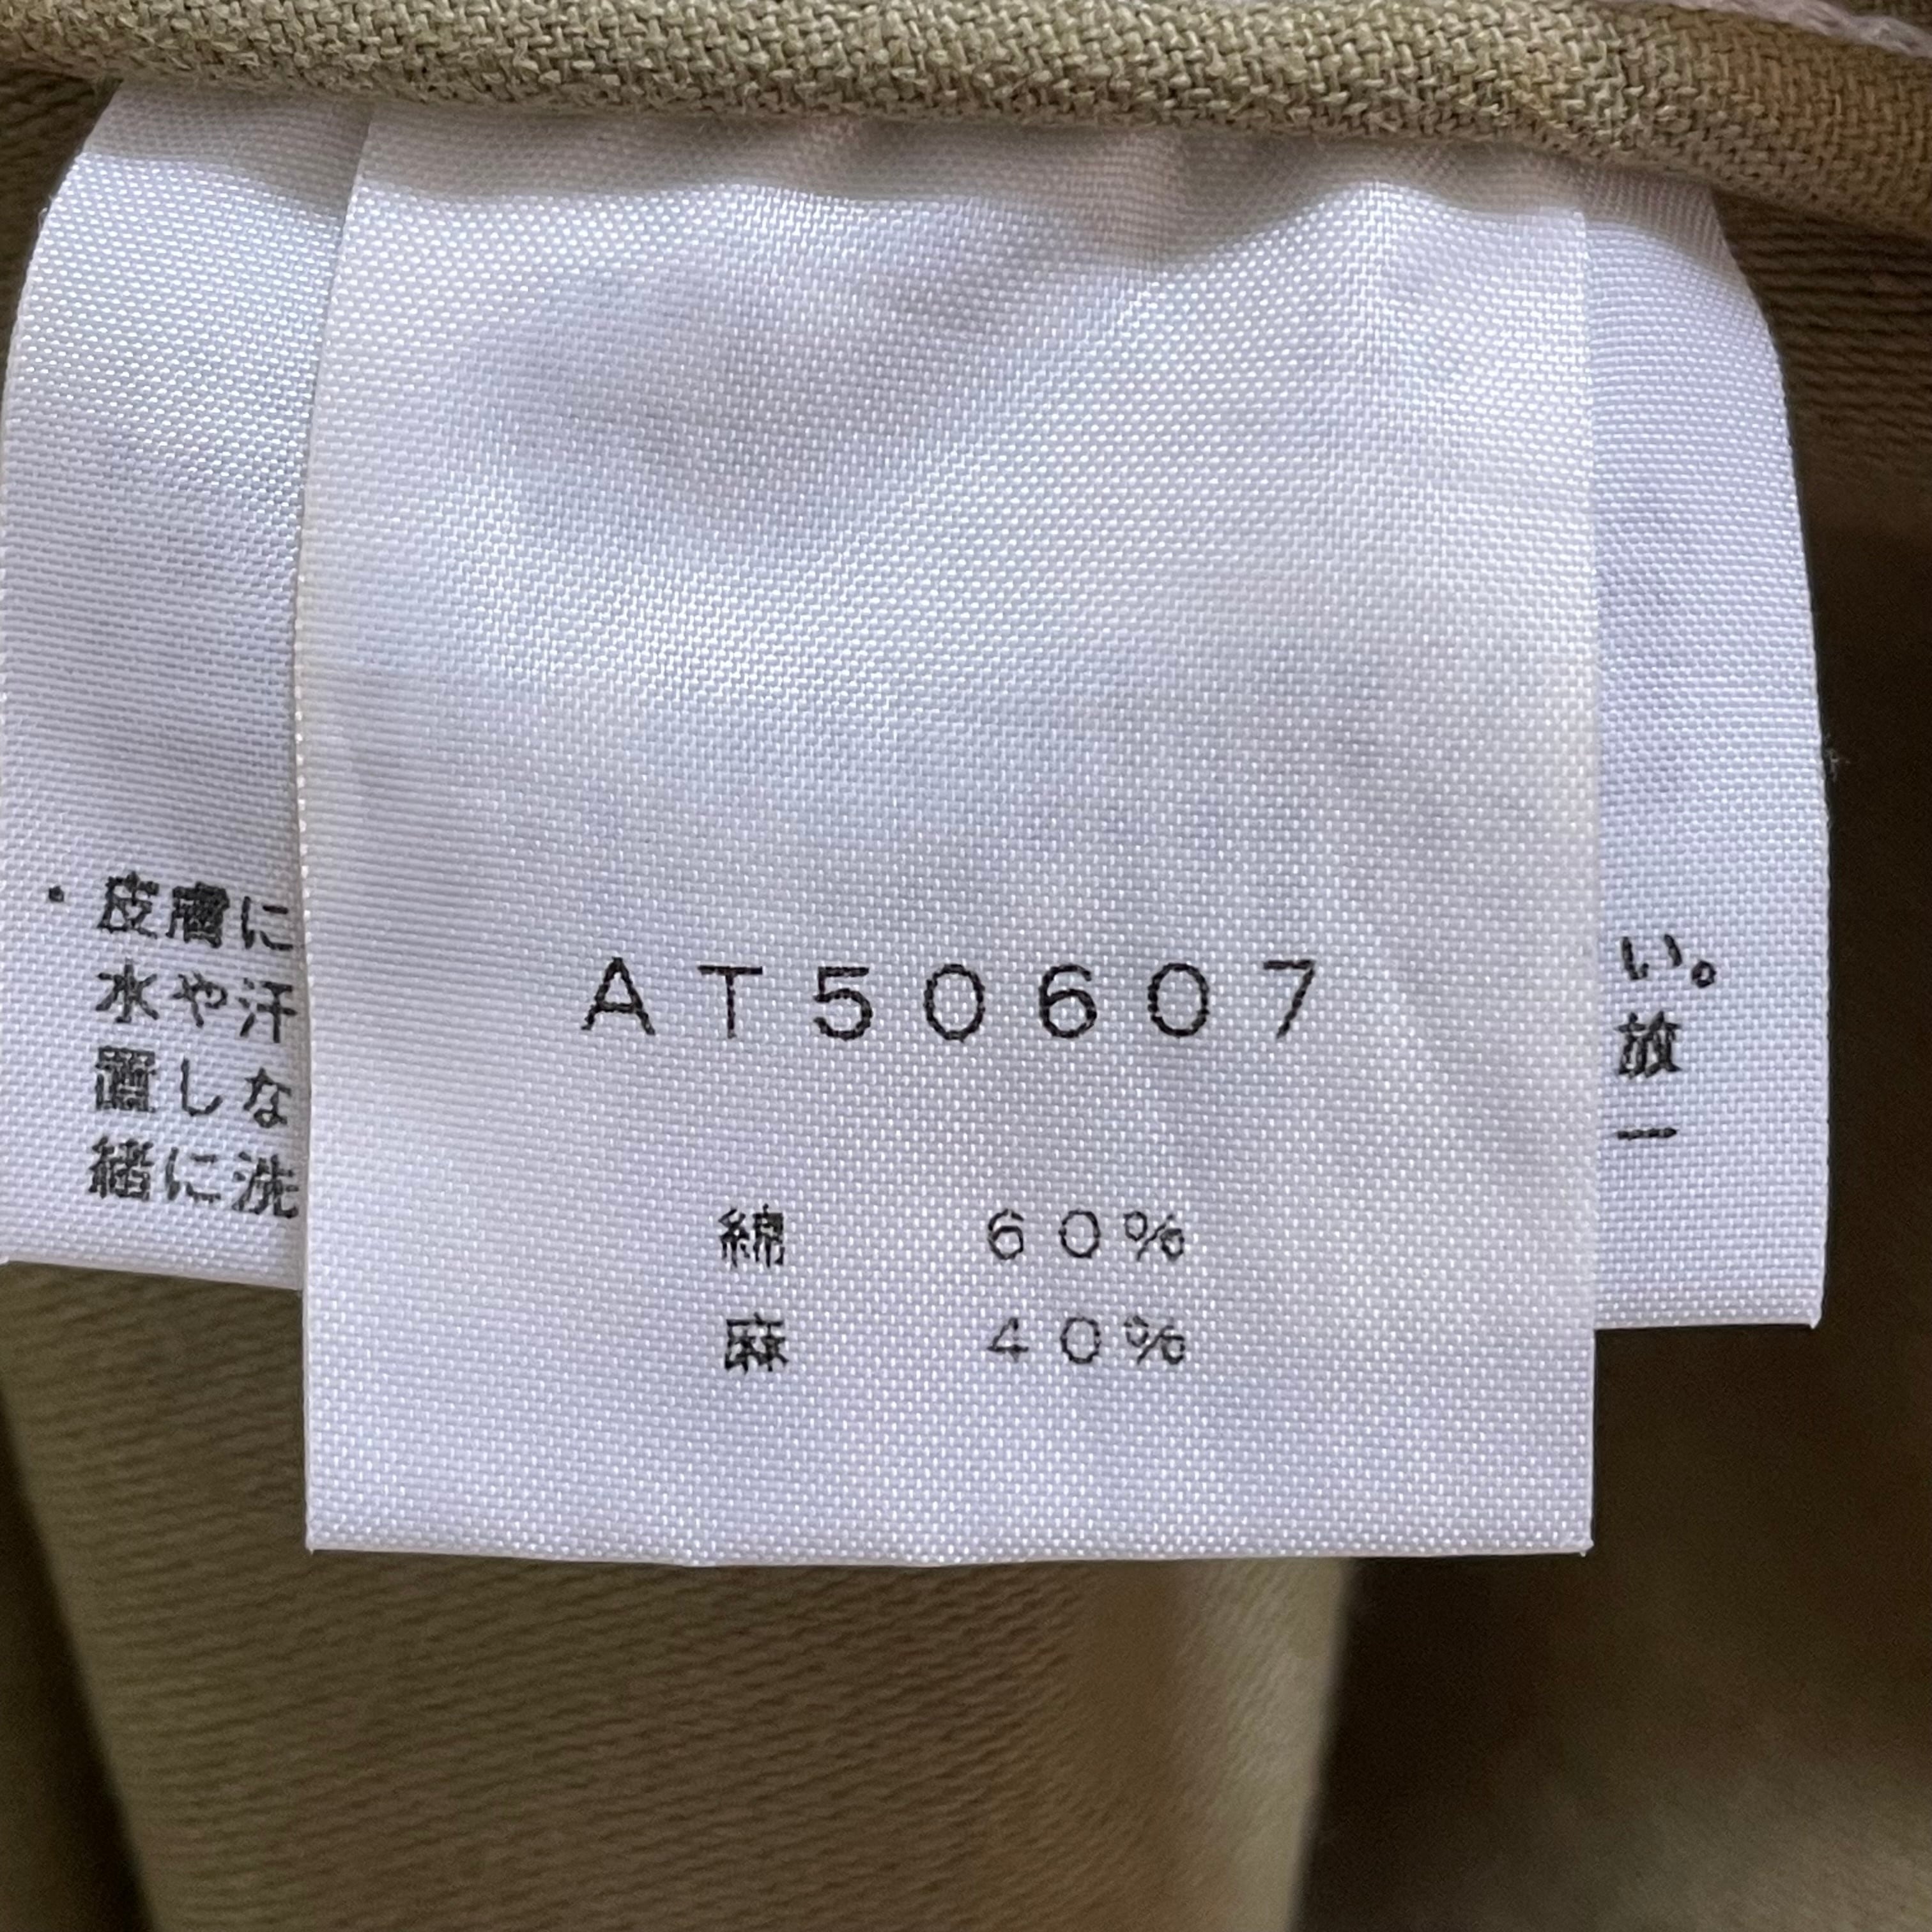 AT50607
綿 60%
麻 40%
・皮膚に
水や汗
置しな
緒に洗
い。
放
一